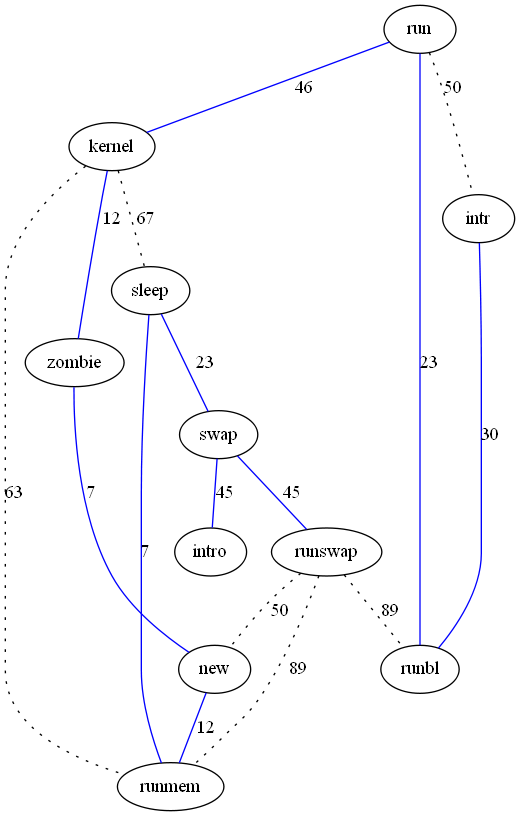 run
46
50
kernel
12
67
intr
sleep
zombie
23
23
swap
30
63
7
45
45
intro
runswap
7
50
89
new
89
runbl
12
runmem